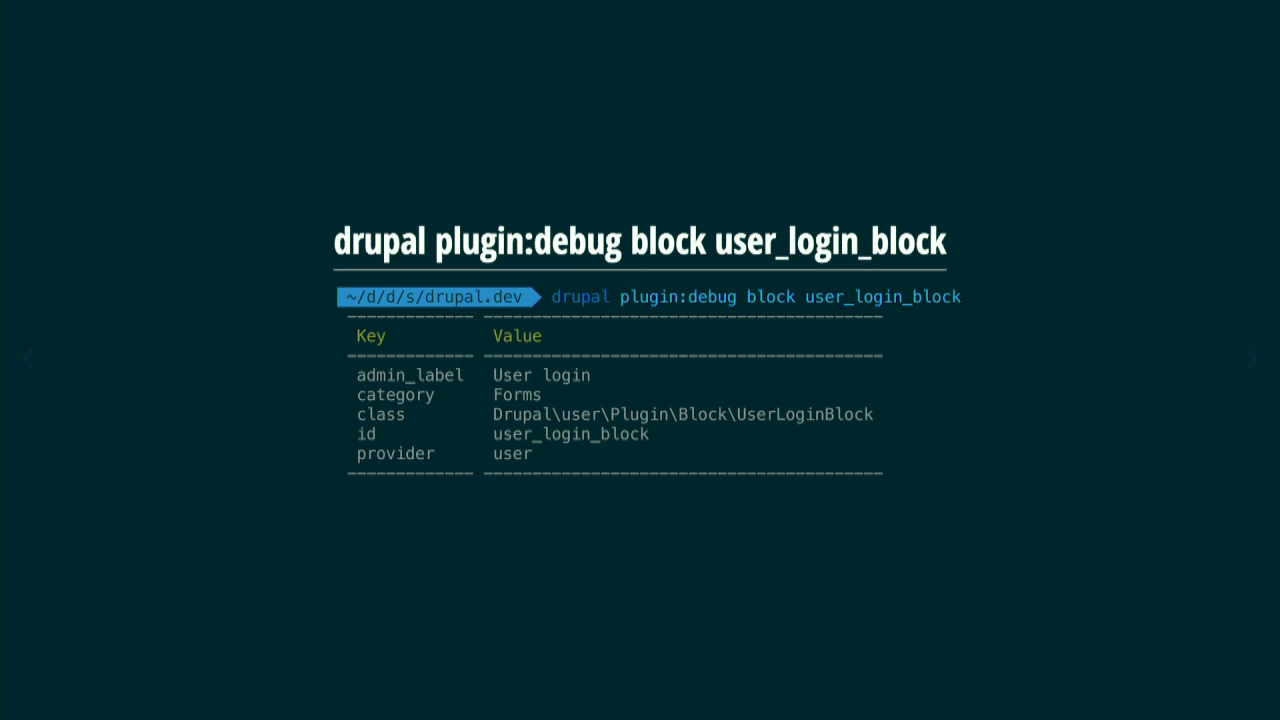 drupal plugin:debug block user_login_block
~/d/d/s/drupal.dev drupal plugin:debug block user_login_block
Key Value
admin_label User login
category Forms
class Drupal\user\Plugin\Block\UserLoginBlock
id user_login_block
provider user